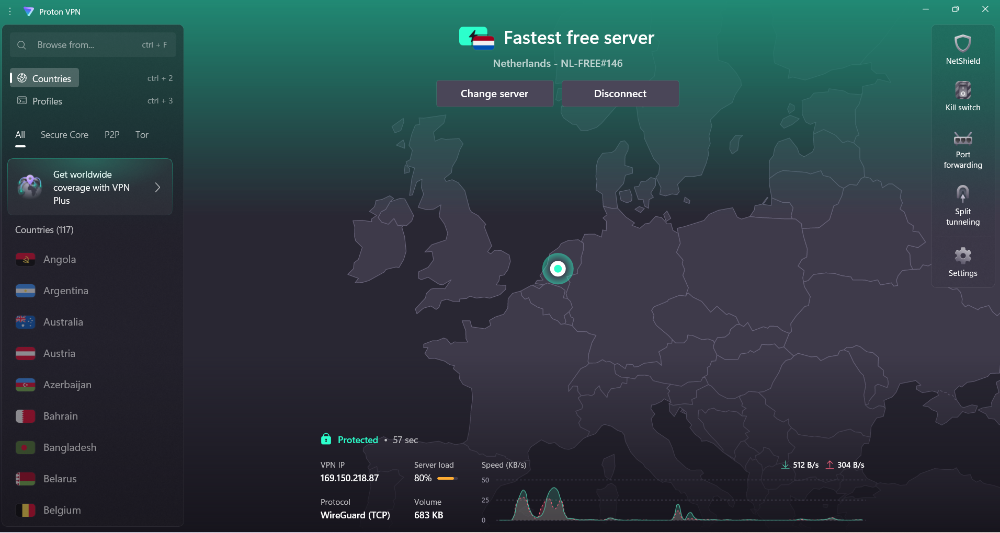 Proton VPN
Browse from...
ctrl + F
Countries
ctrl + 2
Profiles
ctrl + 3
All
Secure Core
P2P
Tor
Get worldwide
coverage with VPN
Plus
Countries (117)
Angola
Argentina
Australia
Austria
Azerbaijan
Bahrain
Bangladesh
Belarus
Belgium
Fastest free server
Netherlands - NL-FREE#146
Change server
Disconnect
Protected • 57 sec
VPN IP
169.150.218.87
Server load
80%
Protocol
WireGuard (TCP)
Volume
683 KB
Speed (KB/s)
512 B/s
304 B/s
50
25
0
NetShield
Kill switch
Port
forwarding
Split
tunneling
Settings